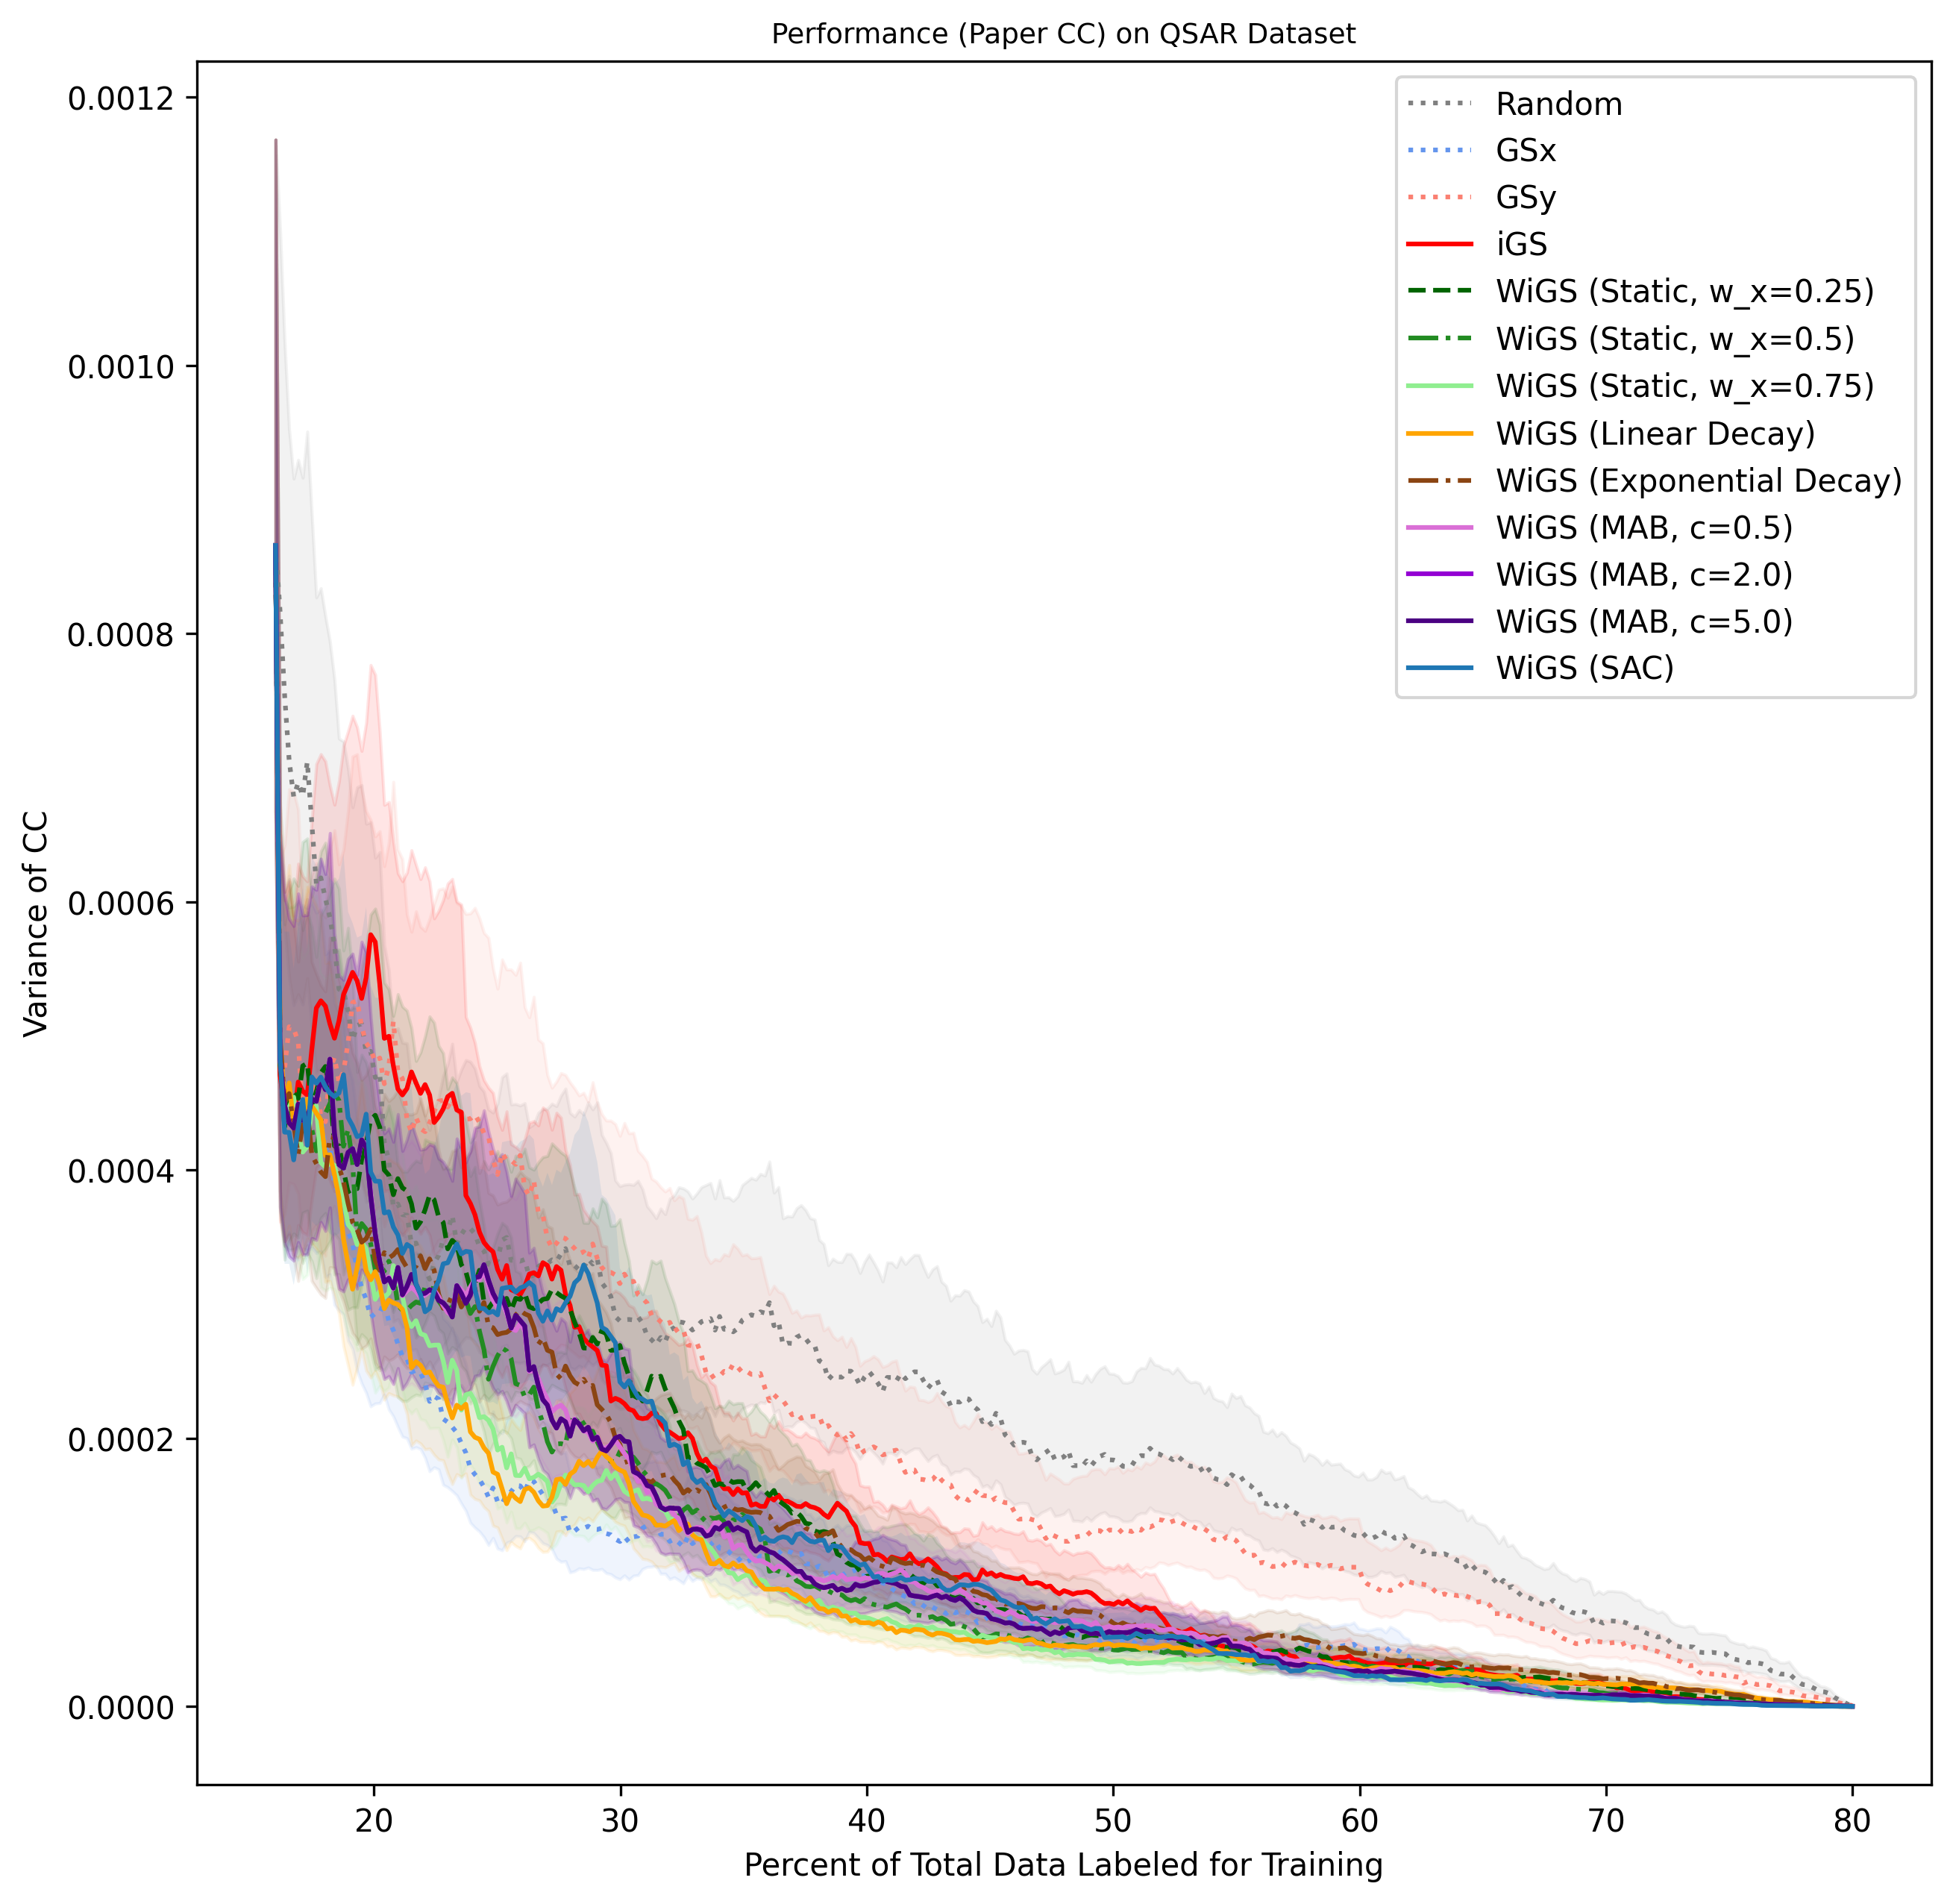 Performance (Paper CC) on QSAR Dataset
0.0012
0.0010
0.0008
0.0006
0.0004
0.0002
0.0000
Variance of CC
Random
GSx
GSy
iGS
WiGS (Static, w_x=0.25)
WiGS (Static, w_x=0.5)
WiGS (Static, w_x=0.75)
WiGS (Linear Decay)
WiGS (Exponential Decay)
WiGS (MAB, c=0.5)
WiGS (MAB, c=2.0)
WiGS (MAB, c=5.0)
WiGS (SAC)
20 30 40 50 60 70 80
Percent of Total Data Labeled for Training